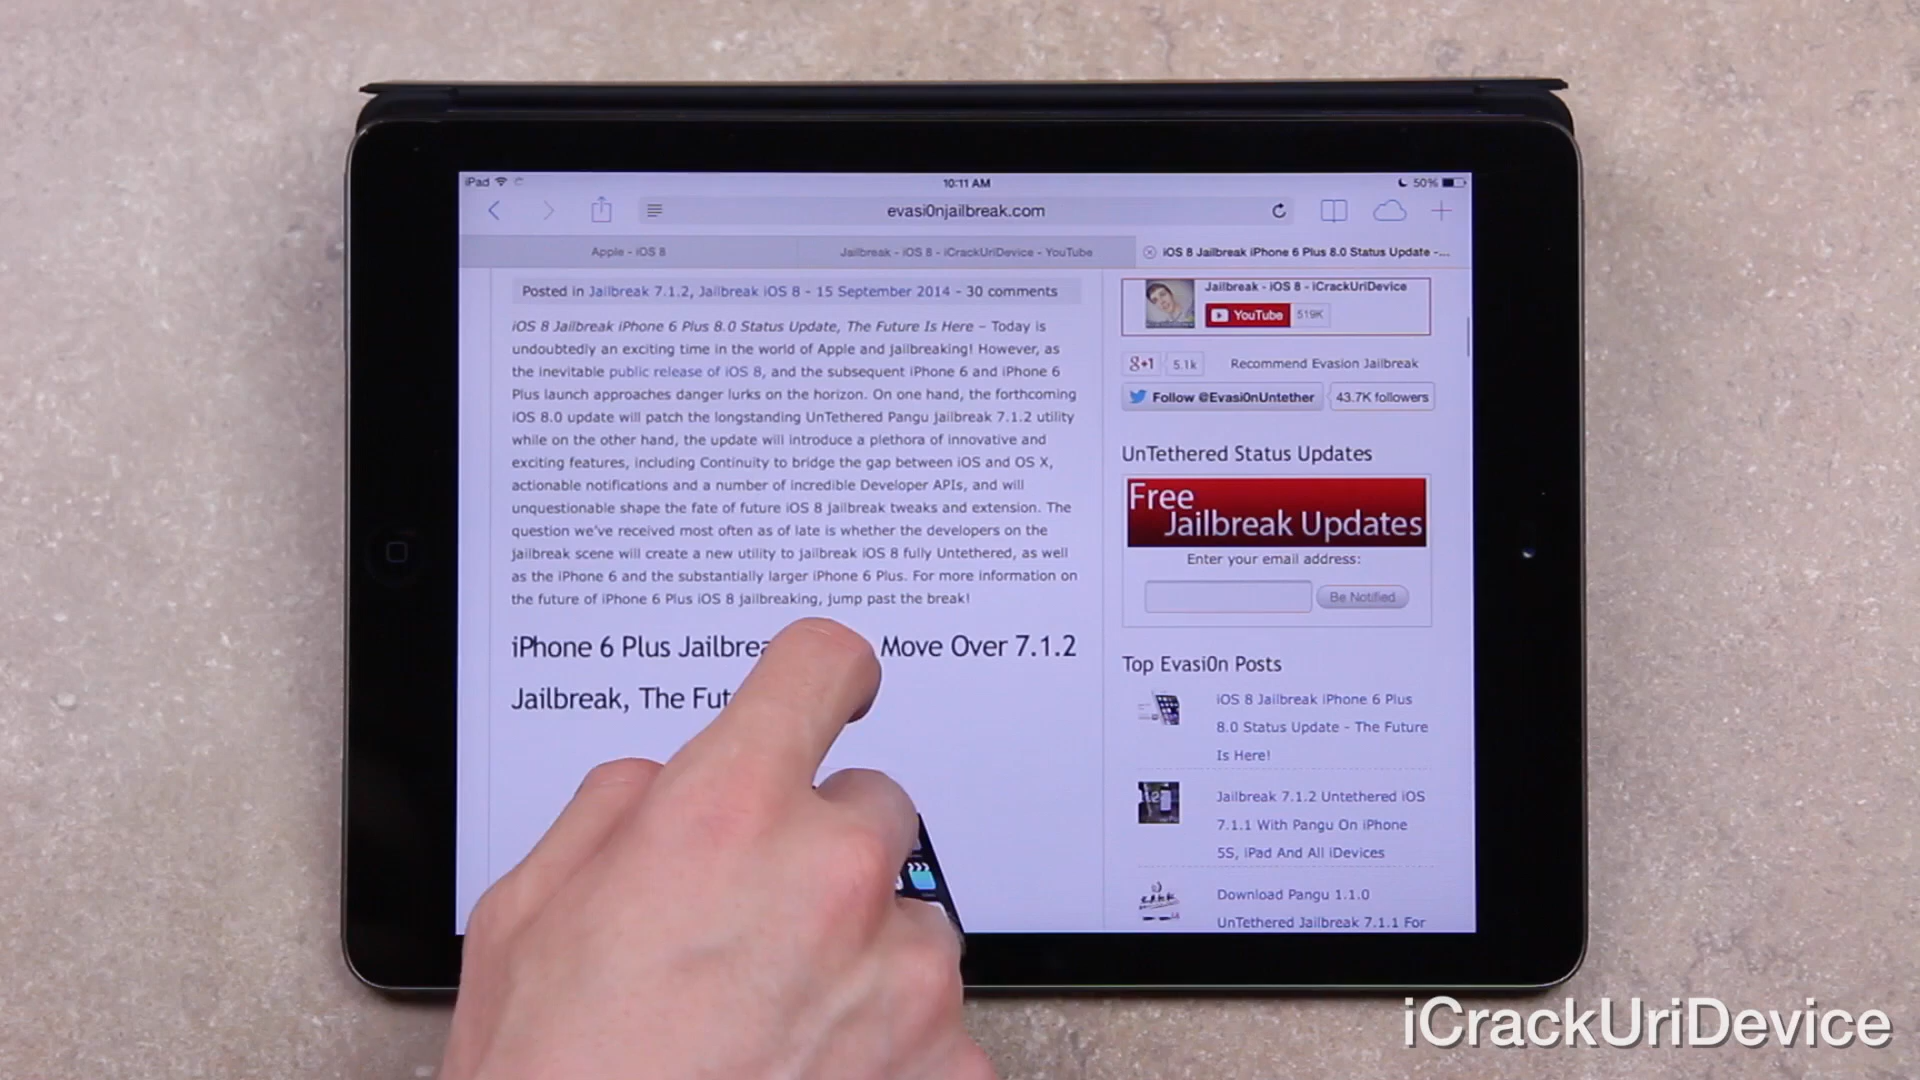 iPad
10:11 AM
50%
evasi0njailbreak.com
Apple - iOS 8
Jailbreak - iOS 8 - iCrackUriDevice - YouTube
iOS 8 Jailbreak iPhone 6 Plus 8.0 Status Update -...
Posted in Jailbreak 7.1.2, Jailbreak iOS 8 - 15 September 2014 - 30 comments
iOS 8 Jailbreak iPhone 6 Plus 8.0 Status Update, The Future Is Here – Today is
undoubtedly an exciting time in the world of Apple and jailbreaking! However, as
the inevitable public release of iOS 8, and the subsequent iPhone 6 and iPhone 6
Plus launch approaches danger lurks on the horizon. On one hand, the forthcoming
iOS 8.0 update will patch the longstanding UnTethered Pangu jailbreak 7.1.2 utility
while on the other hand, the update will introduce a plethora of innovative and
exciting features, including Continuity to bridge the gap between iOS and OS X,
actionable notifications and a number of incredible Developer APIs, and will
unquestionable shape the fate of future iOS 8 jailbreak tweaks and extension. The
question we've received most often as of late is whether the developers on the
jailbreak scene will create a new utility to jailbreak iOS 8 fully Untethered, as well
as the iPhone 6 and the substantially larger iPhone 6 Plus. For more information on
the future of iPhone 6 Plus iOS 8 jailbreaking, jump past the break!
iPhone 6 Plus Move Over 7.1.2
Jailbreak, The
Jailbreak - iOS 8 - iCrackUriDevice
YouTube 519K
g+1 5.1k Recommend Evasion Jailbreak
Follow @Evasi0nUntether 43.7K followers
UnTethered Status Updates
Free
Jailbreak Updates
Enter your email address:
Be Notified
Top Evasi0n Posts
iOS 8 Jailbreak iPhone 6 Plus
8.0 Status Update - The Future
Is Here!
Jailbreak 7.1.2 Untethered iOS
7.1.1 With Pangu On iPhone
5S, iPad And All iDevices
Download Pangu 1.1.0
UnTethered Jailbreak 7.1.1 For
iCrackUriDevice